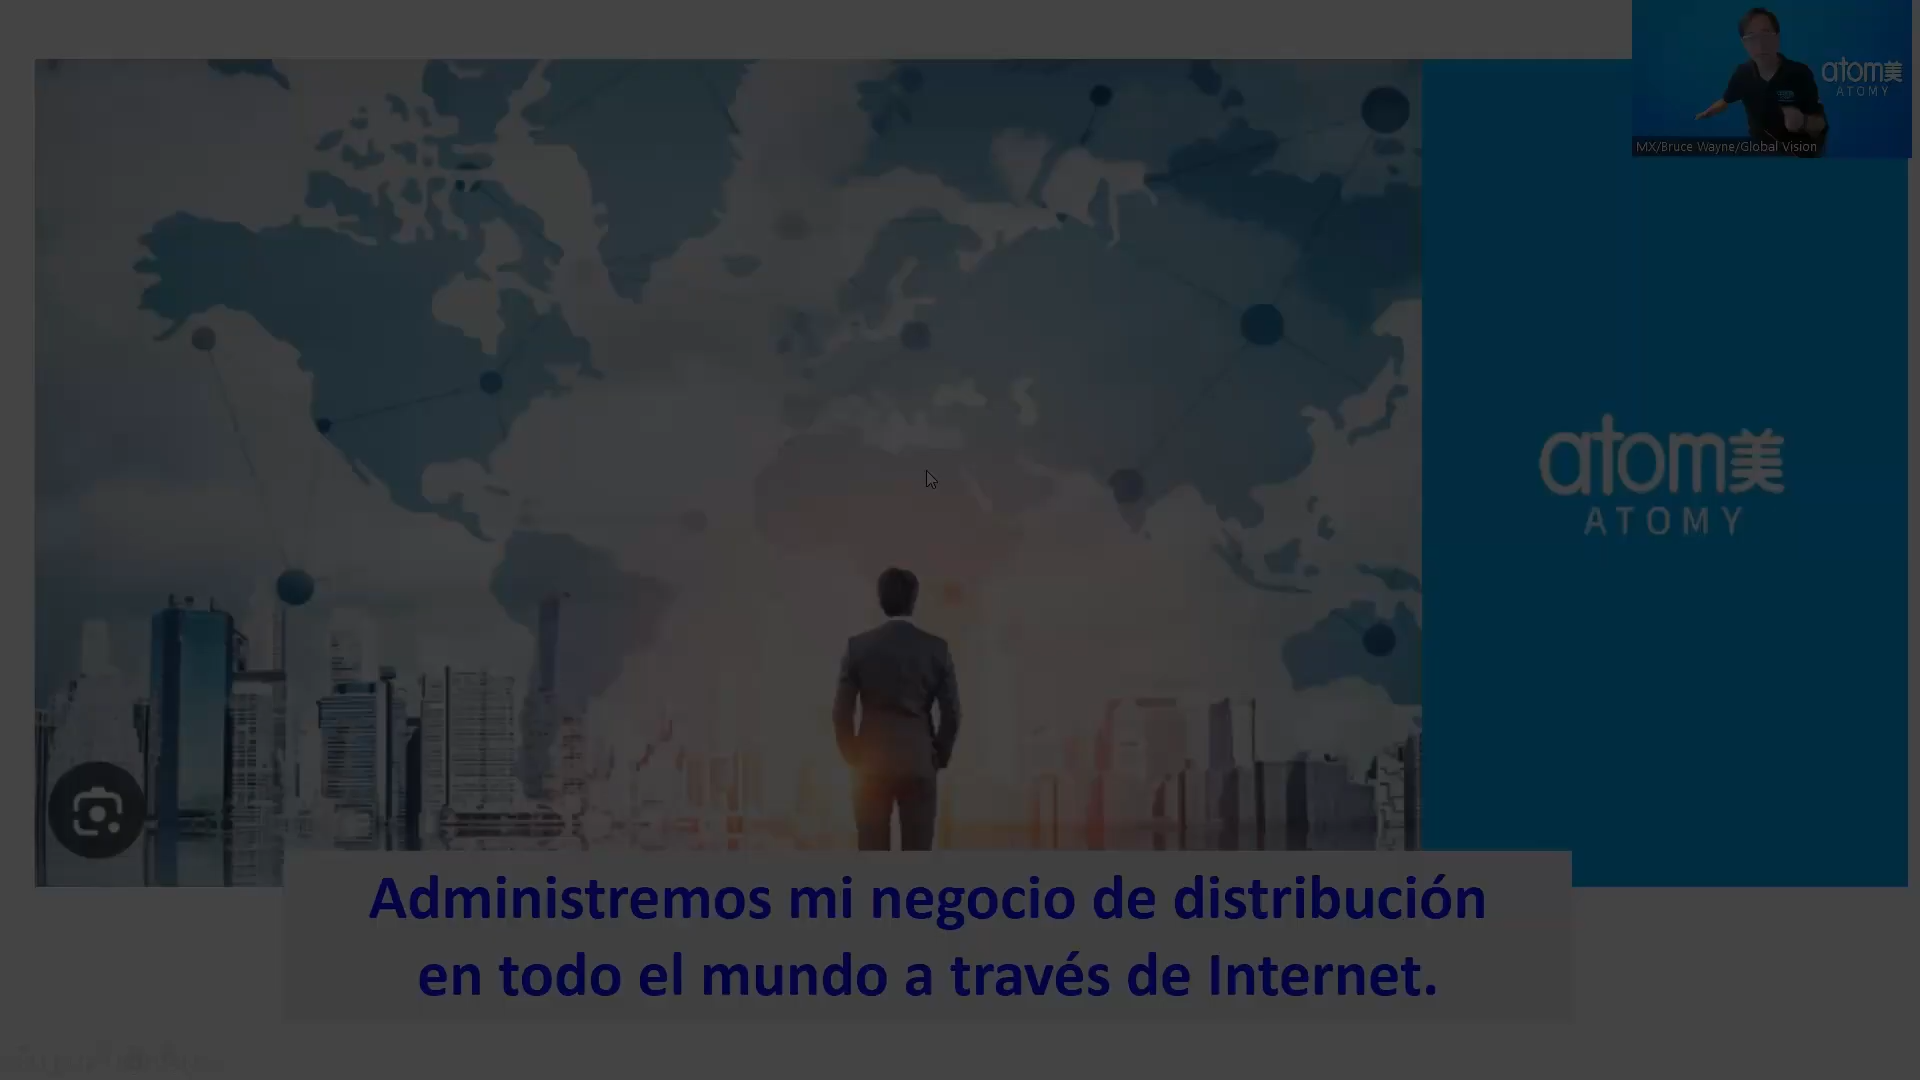 atom美
ATOMY
MX/Bruce Wayne/Global Vision
atom美
ATOMY
Administremos mi negocio de distribución
en todo el mundo a través de Internet.